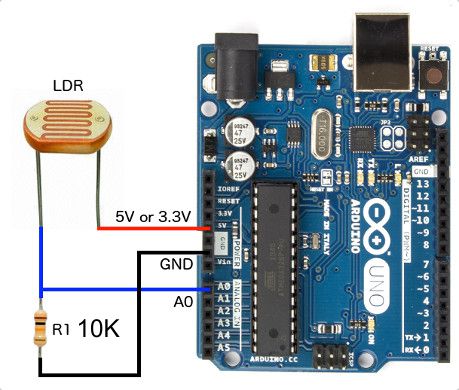 LDR
5V or 3.3V
GND
A0
R1 10K
RESET
JP2
AREF
GND
13
12
11
10
9
8
7
6
5
4
3
2
TX→1
RX←0
DIGITAL (PWM~)
TX
RX
L
ON
IOREF
RESET
3.3V
5V
GND
Vin
POWER
A0
A1
A2
A3
A4
A5
ANALOG IN
47
25V
47
25V
MADE IN ITALY
ARDUINO
UNO
ARDUINO.CC
ICSP